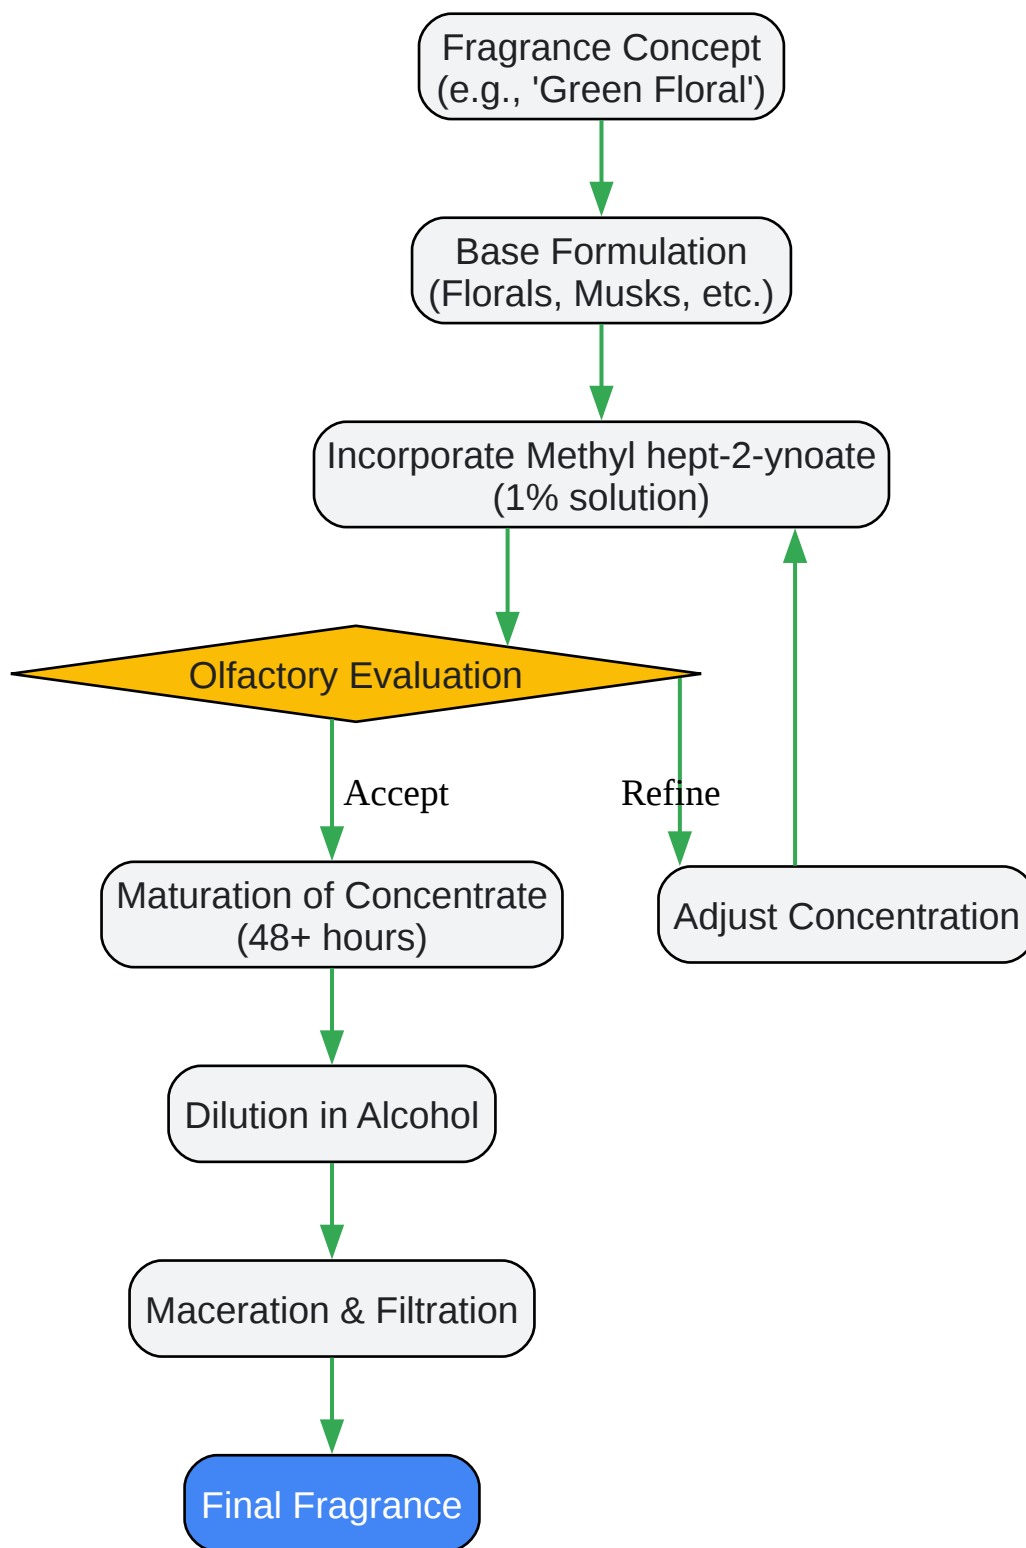 Fragrance Concept
(e.g., 'Green Floral')
Base Formulation
(Florals, Musks, etc.)
Incorporate Methyl hept-2-ynoate
(1% solution)
Olfactory Evaluation
Accept
Refine
Maturation of Concentrate
(48+ hours)
Adjust Concentration
Dilution in Alcohol
Maceration & Filtration
Final Fragrance